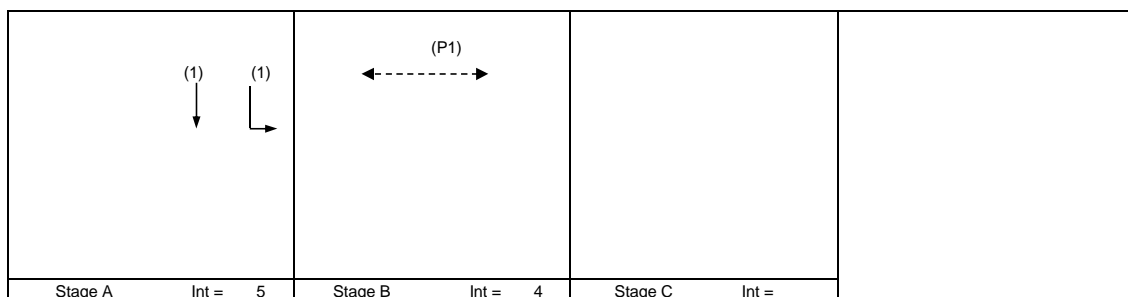 (P1)
(1) (1)
Stage A Int = 5 Stage B Int = 4 Stage C Int =